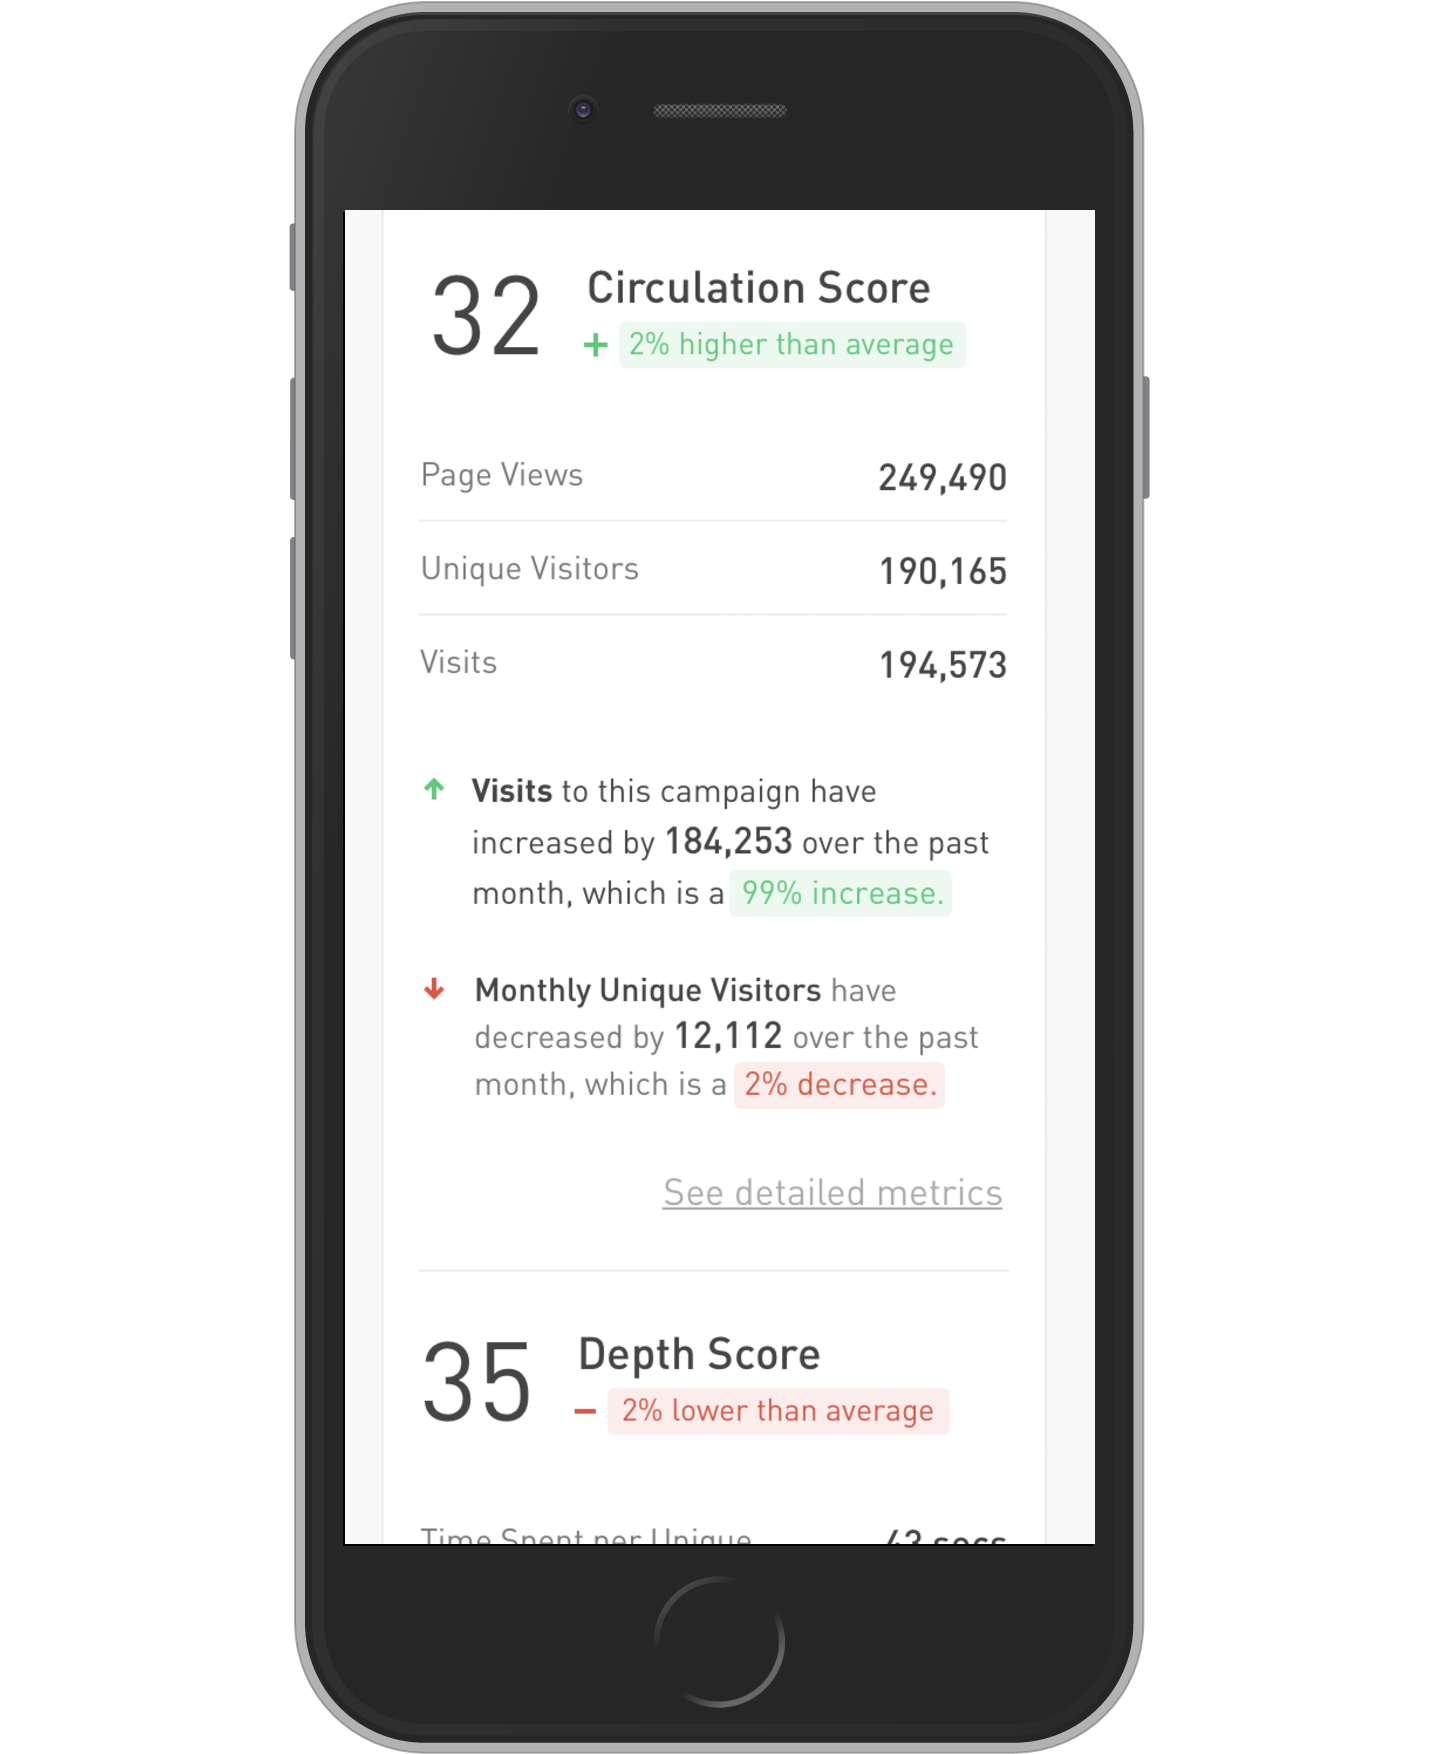 32 Circulation Score
+ 2% higher than average
Page Views 249,490
Unique Visitors 190,165
Visits 194,573
Visits to this campaign have
increased by 184,253 over the past
month, which is a 99% increase.
Monthly Unique Visitors have
decreased by 12,112 over the past
month, which is a 2% decrease.
See detailed metrics
35 Depth Score
– 2% lower than average
Time Spent per Unique 43 secs